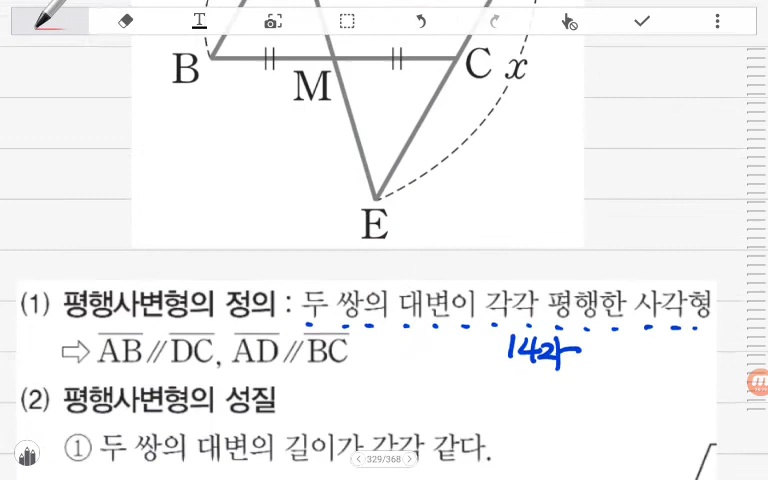 B
M
C
x
E
(1) 평행사변형의 정의 : 두 쌍의 대변이 각각 평행한 사각형
⇨ AB∥DC, AD∥BC
(2) 평행사변형의 성질
① 두 쌍의 대변의 길이가 각각 같다.
329/368